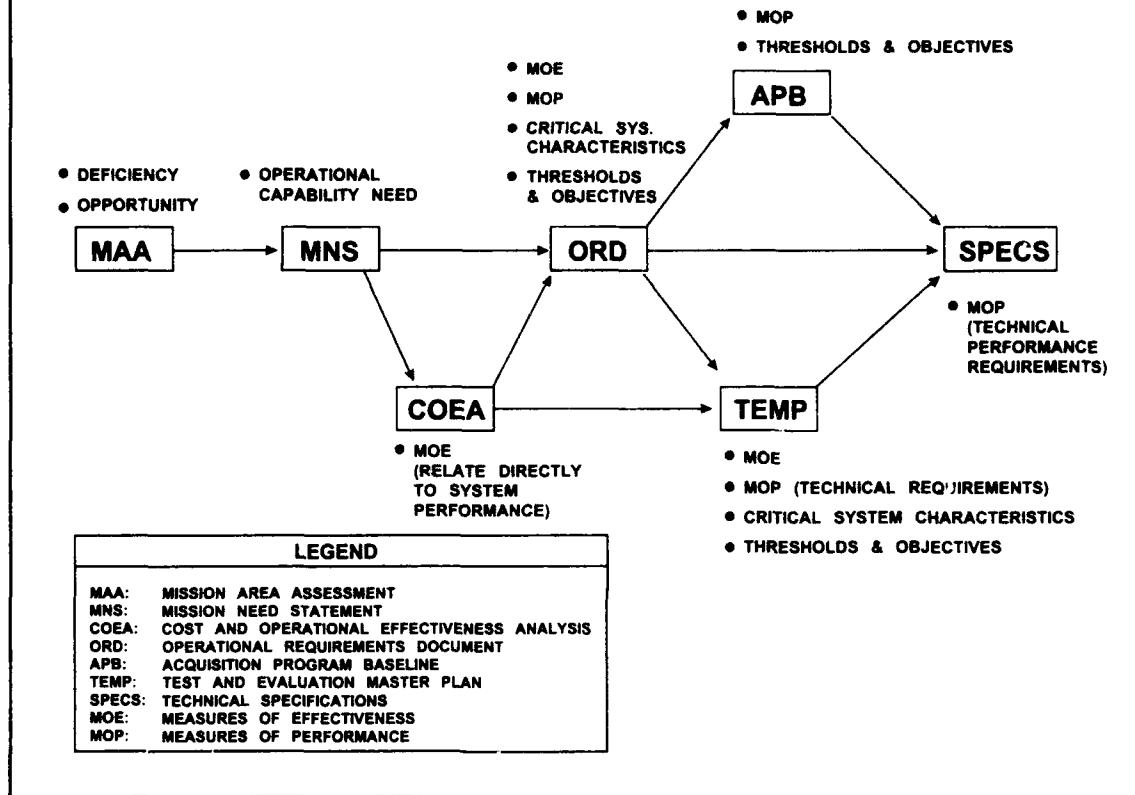 ● MOP
● THRESHOLDS & OBJECTIVES
APB
● MOE
● MOP
● CRITICAL SYS.
CHARACTERISTICS
● THRESHOLDS
& OBJECTIVES
ORD
● DEFICIENCY
● OPPORTUNITY
MAA
● OPERATIONAL
CAPABILITY NEED
MNS
SPECS
● MOP
(TECHNICAL
PERFORMANCE
REQUIREMENTS)
COEA
● MOE
(RELATE DIRECTLY
TO SYSTEM
PERFORMANCE)
TEMP
● MOE
● MOP (TECHNICAL REQUIREMENTS)
● CRITICAL SYSTEM CHARACTERISTICS
● THRESHOLDS & OBJECTIVES
LEGEND
MAA: MISSION AREA ASSESSMENT
MNS: MISSION NEED STATEMENT
COEA: COST AND OPERATIONAL EFFECTIVENESS ANALYSIS
ORD: OPERATIONAL REQUIREMENTS DOCUMENT
APB: ACQUISITION PROGRAM BASELINE
TEMP: TEST AND EVALUATION MASTER PLAN
SPECS: TECHNICAL SPECIFICATIONS
MOE: MEASURES OF EFFECTIVENESS
MOP: MEASURES OF PERFORMANCE